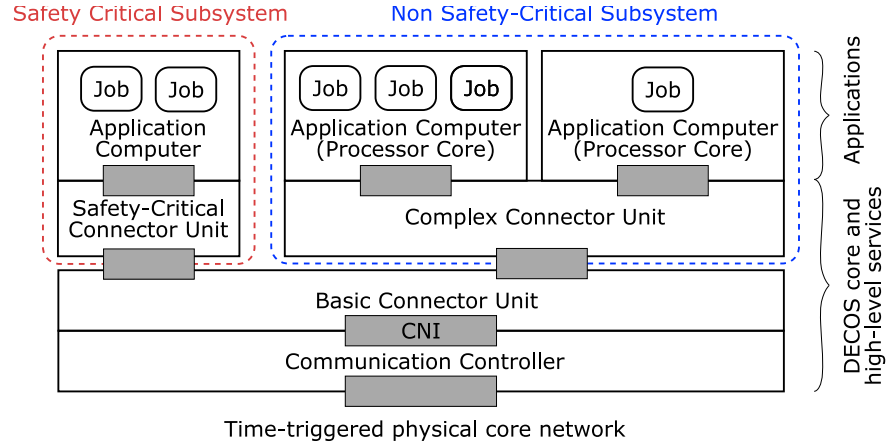 Safety Critical Subsystem
Non Safety-Critical Subsystem
Job
Job
Application
Computer
Job
Job
Job
Application Computer
(Processor Core)
Job
Application Computer
(Processor Core)
Applications
Safety-Critical
Connector Unit
Complex Connector Unit
Basic Connector Unit
CNI
Communication Controller
DECOS core and
high-level services
Time-triggered physical core network